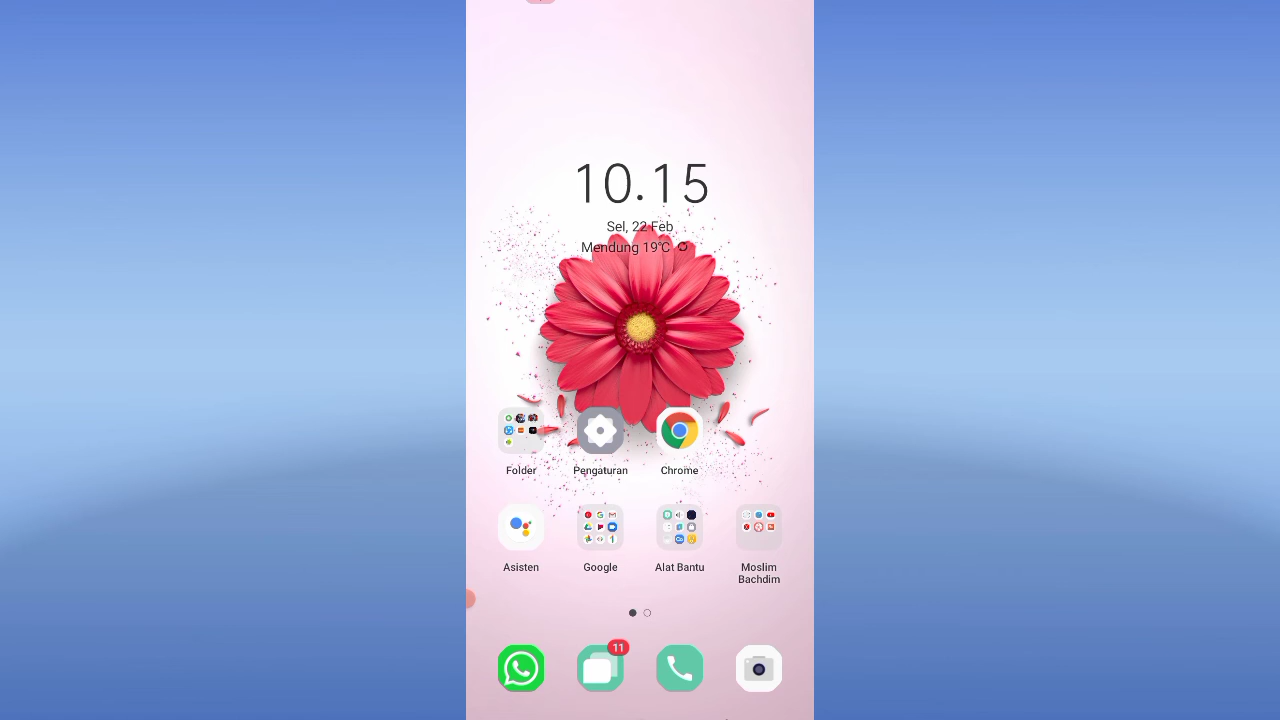 10.15
Sel, 22 Feb
Mendung 19°C
Folder
Pengaturan
Chrome
Asisten
Google
Alat Bantu
Moslim
Bachdim
11